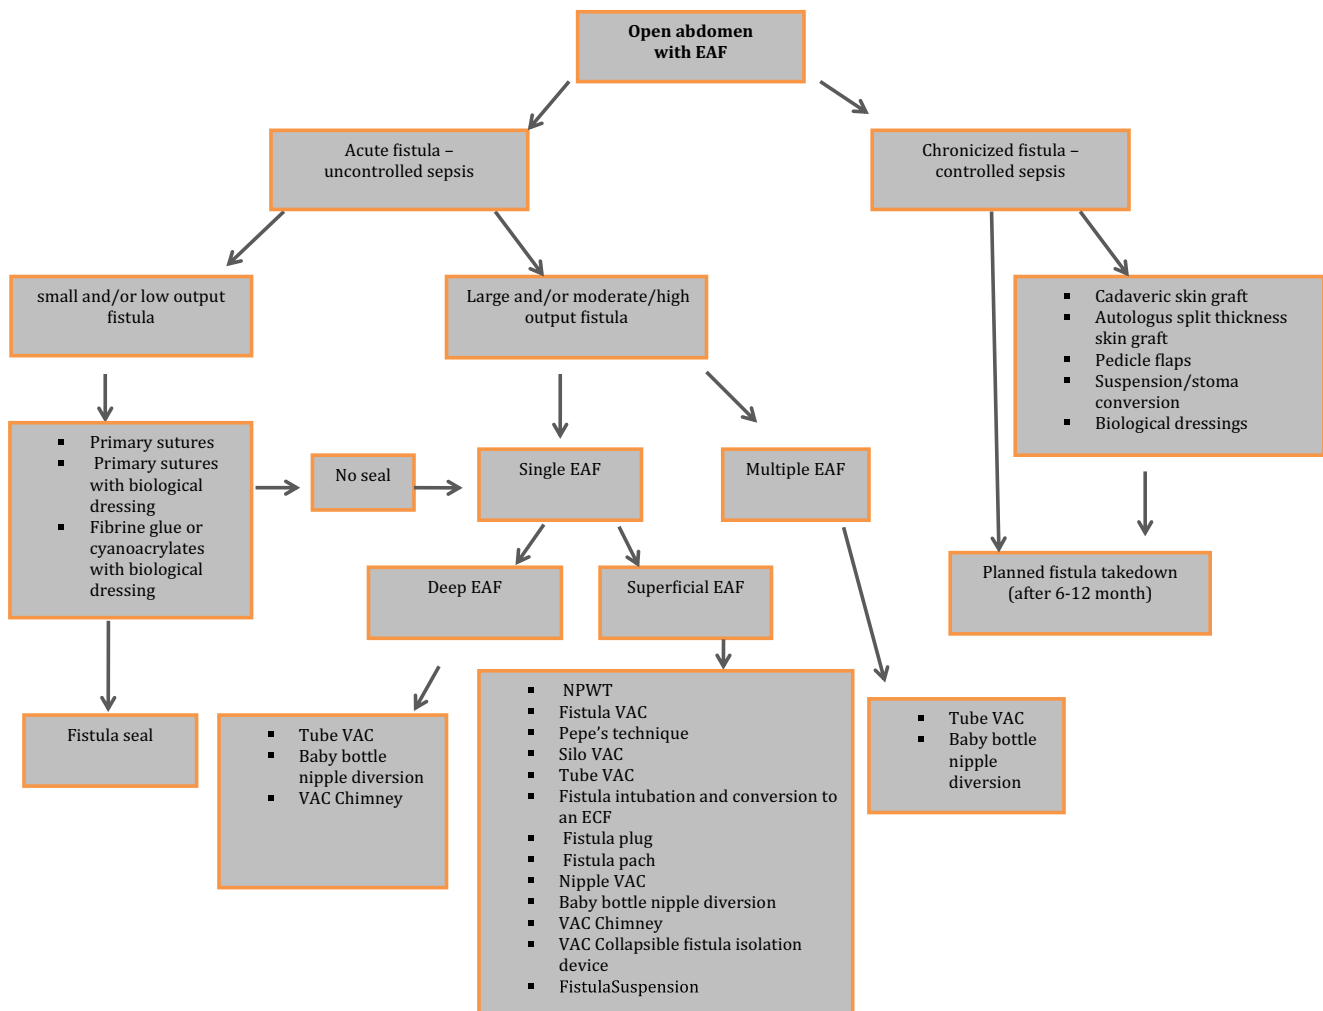 Open abdomen
with EAF
Acute fistula –
uncontrolled sepsis
Chronicized fistula –
controlled sepsis
small and/or low output
fistula
Large and/or moderate/high
output fistula
▪ Cadaveric skin graft
▪ Autologus split thickness
skin graft
▪ Pedicle flaps
▪ Suspension/stoma
conversion
▪ Biological dressings
▪ Primary sutures
▪ Primary sutures
with biological
dressing
▪ Fibrine glue or
cyanoacrylates
with biological
dressing
No seal
Single EAF
Multiple EAF
Deep EAF
Superficial EAF
Planned fistula takedown
(after 6-12 month)
Fistula seal
▪ Tube VAC
▪ Baby bottle
nipple diversion
▪ VAC Chimney
▪ NPWT
▪ Fistula VAC
▪ Pepe’s technique
▪ Silo VAC
▪ Tube VAC
▪ Fistula intubation and conversion to
an ECF
▪ Fistula plug
▪ Fistula pach
▪ Nipple VAC
▪ Baby bottle nipple diversion
▪ VAC Chimney
▪ VAC Collapsible fistula isolation
device
▪ FistulaSuspension
▪ Tube VAC
▪ Baby bottle
nipple
diversion